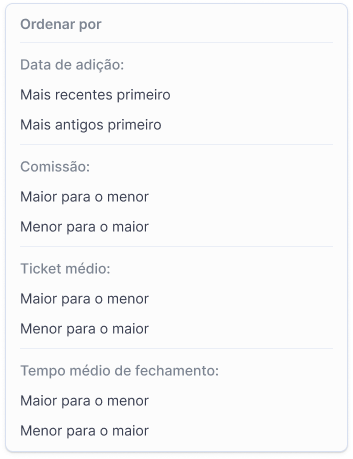 Ordenar por
Data de adição:
Mais recentes primeiro
Mais antigos primeiro
Comissão:
Maior para o menor
Menor para o maior
Ticket médio:
Maior para o menor
Menor para o maior
Tempo médio de fechamento:
Maior para o menor
Menor para o maior